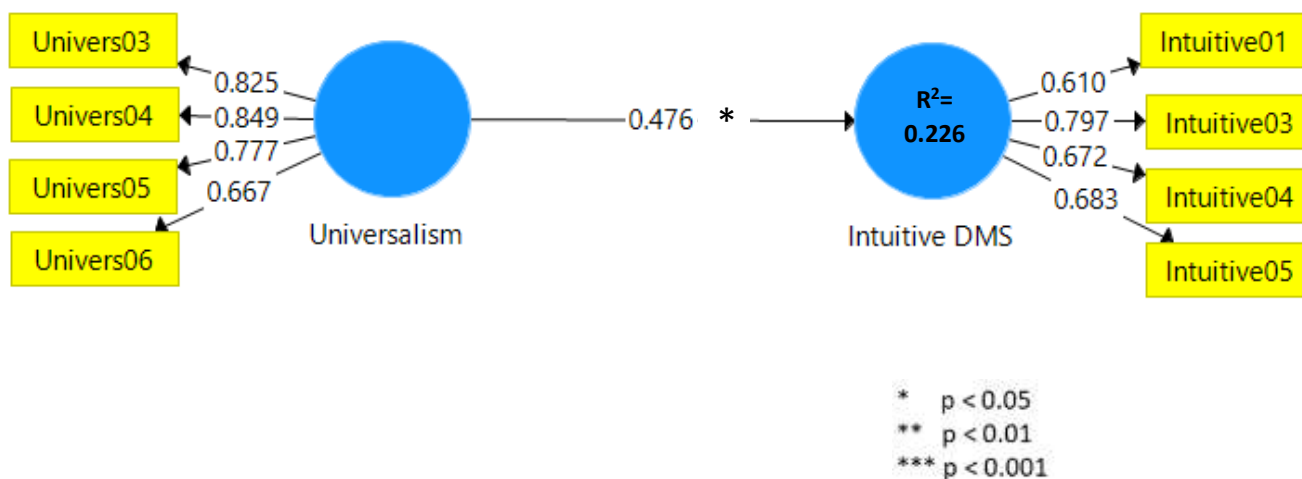 Univers03
Univers04
Univers05
Univers06
0.825
0.849
0.777
0.667
Universalism
0.476 *
R²=
0.226
Intuitive DMS
0.610
0.797
0.672
0.683
Intuitive01
Intuitive03
Intuitive04
Intuitive05
* p < 0.05
** p < 0.01
*** p < 0.001